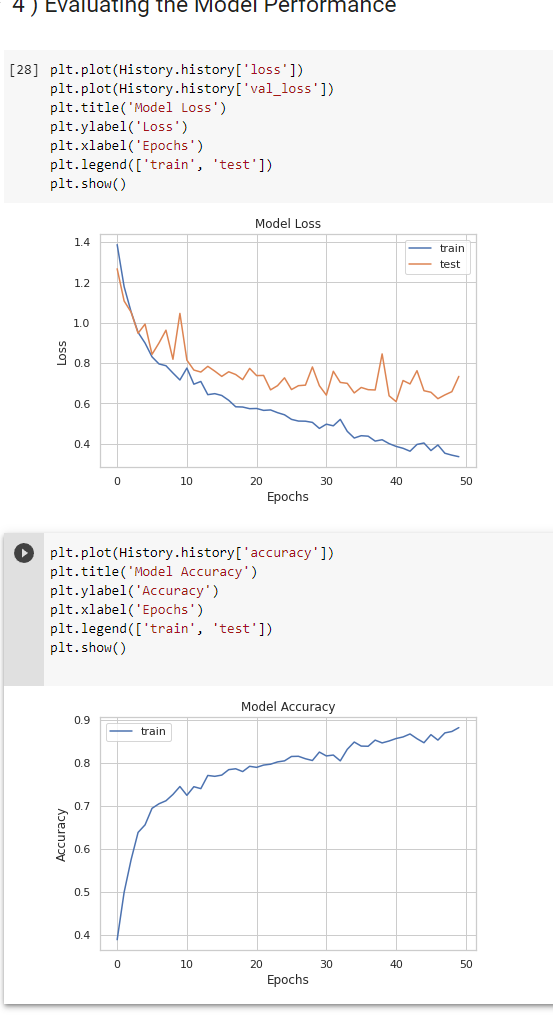 4 ) Evaluating the Model Performance
[28] plt.plot(History.history['loss'])
plt.plot(History.history['val_loss'])
plt.title('Model Loss')
plt.ylabel('Loss')
plt.xlabel('Epochs')
plt.legend(['train', 'test'])
plt.show()
Model Loss
train
test
1.4
1.2
1.0
0.8
0.6
0.4
Loss
0 10 20 30 40 50
Epochs
plt.plot(History.history['accuracy'])
plt.title('Model Accuracy')
plt.ylabel('Accuracy')
plt.xlabel('Epochs')
plt.legend(['train', 'test'])
plt.show()
Model Accuracy
train
0.9
0.8
0.7
0.6
0.5
0.4
Accuracy
0 10 20 30 40 50
Epochs